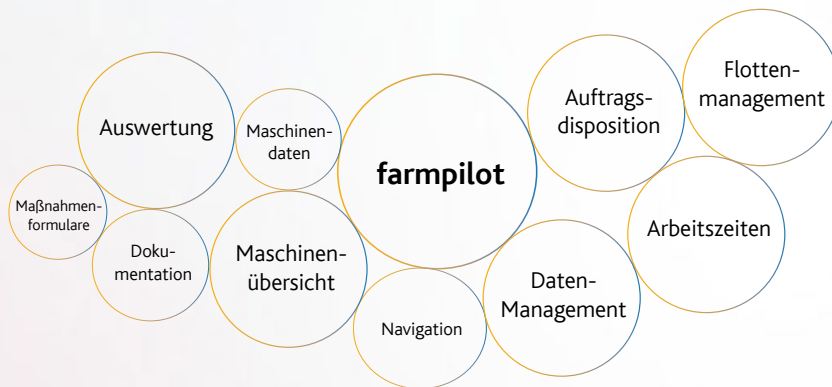 Auswertung
Maschinen-
daten
Maßnahmen-
formulare
Doku-
mentation
Maschinen-
übersicht
farmpilot
Navigation
Auftrags-
disposition
Flotten-
management
Daten-
Management
Arbeitszeiten